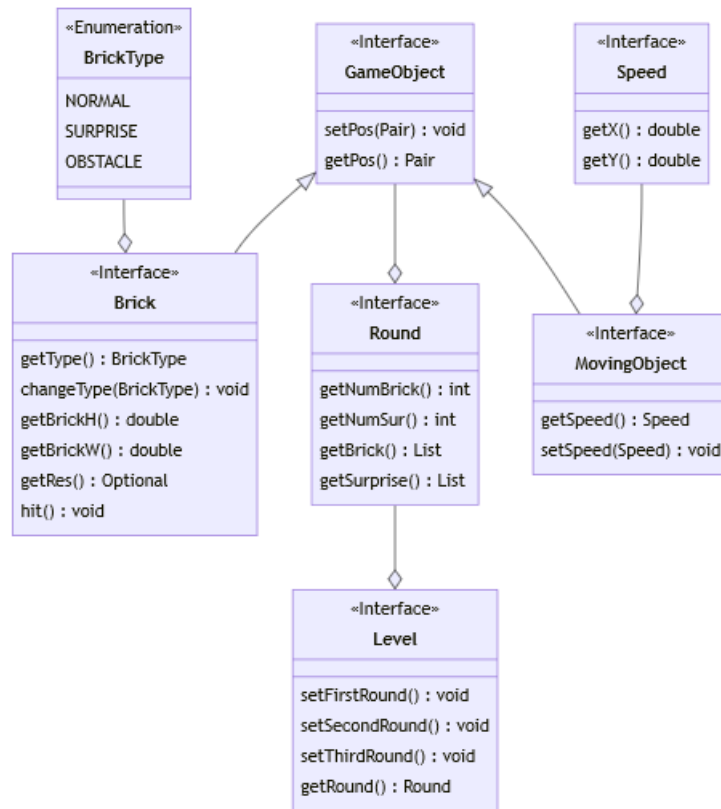 «Enumeration»
BrickType
NORMAL
SURPRISE
OBSTACLE
«Interface»
GameObject
setPos(Pair) : void
getPos() : Pair
«Interface»
Speed
getX() : double
getY() : double
«Interface»
Brick
getType() : BrickType
changeType(BrickType) : void
getBrickH() : double
getBrickW() : double
getRes() : Optional
hit() : void
«Interface»
Round
getNumBrick() : int
getNumSur() : int
getBrick() : List
getSurprise() : List
«Interface»
MovingObject
getSpeed() : Speed
setSpeed(Speed) : void
«Interface»
Level
setFirstRound() : void
setSecondRound() : void
setThirdRound() : void
getRound() : Round